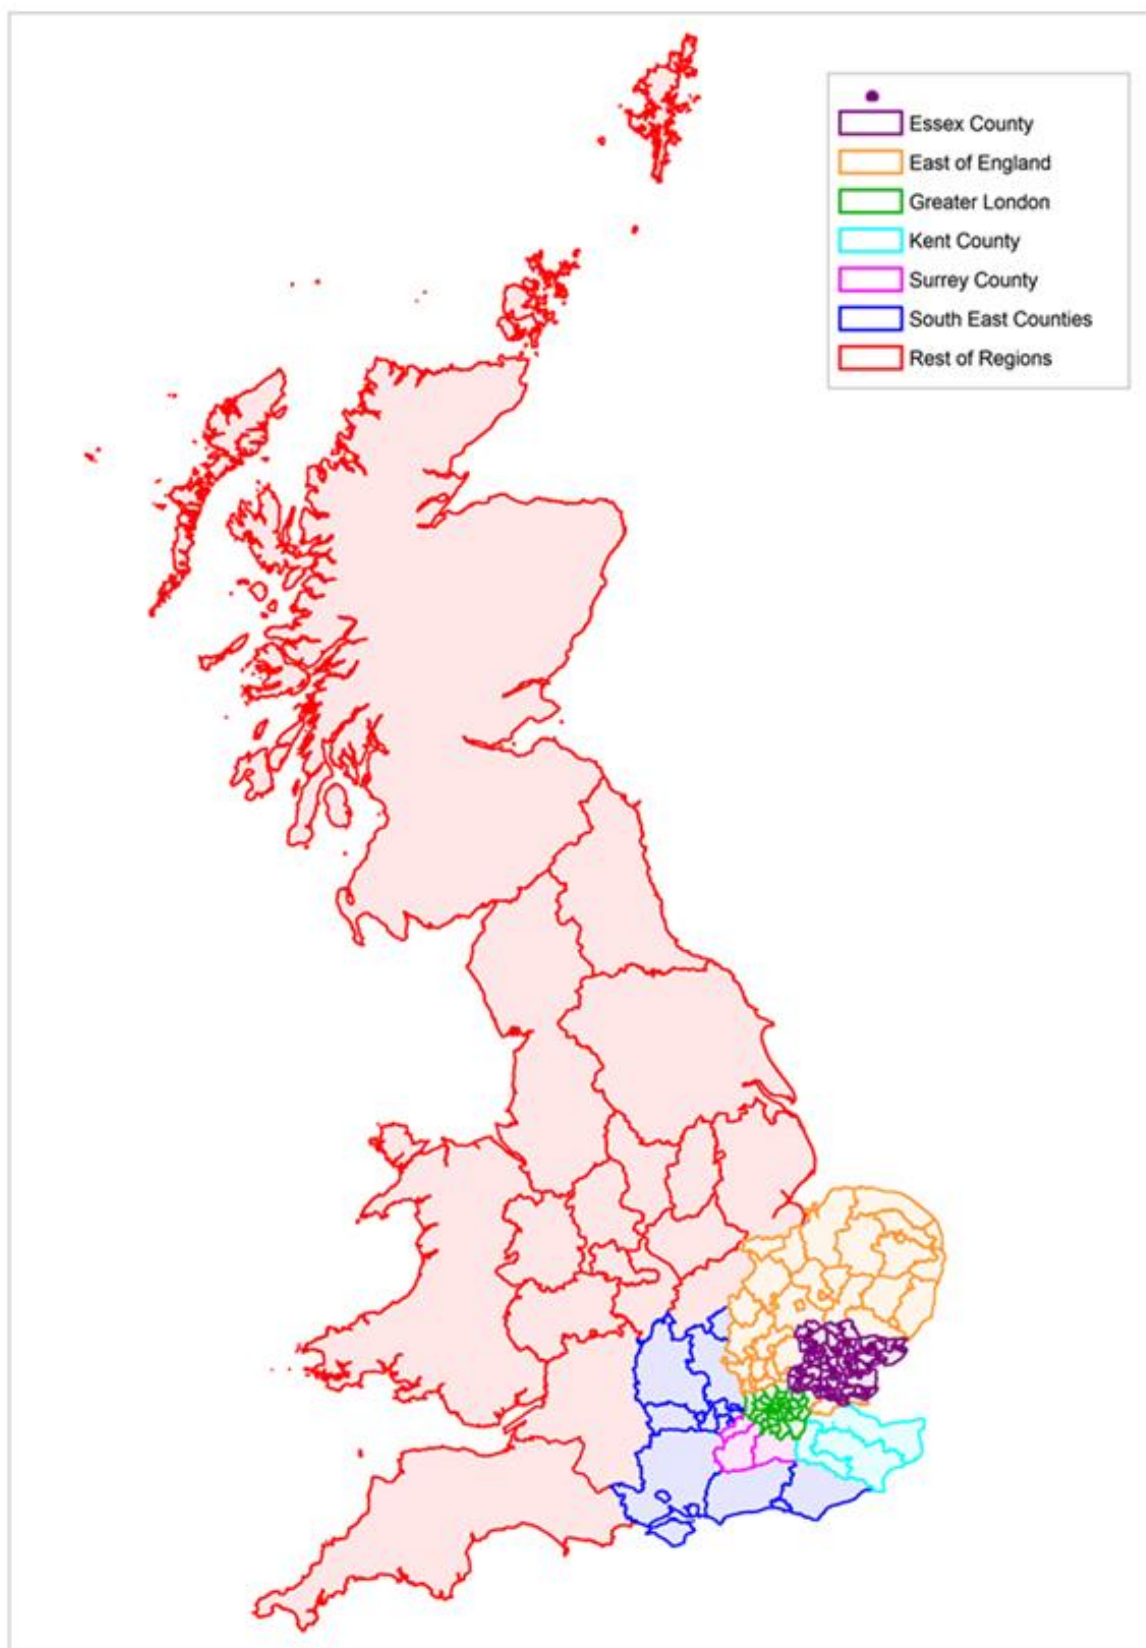 Essex County
East of England
Greater London
Kent County
Surrey County
South East Counties
Rest of Regions